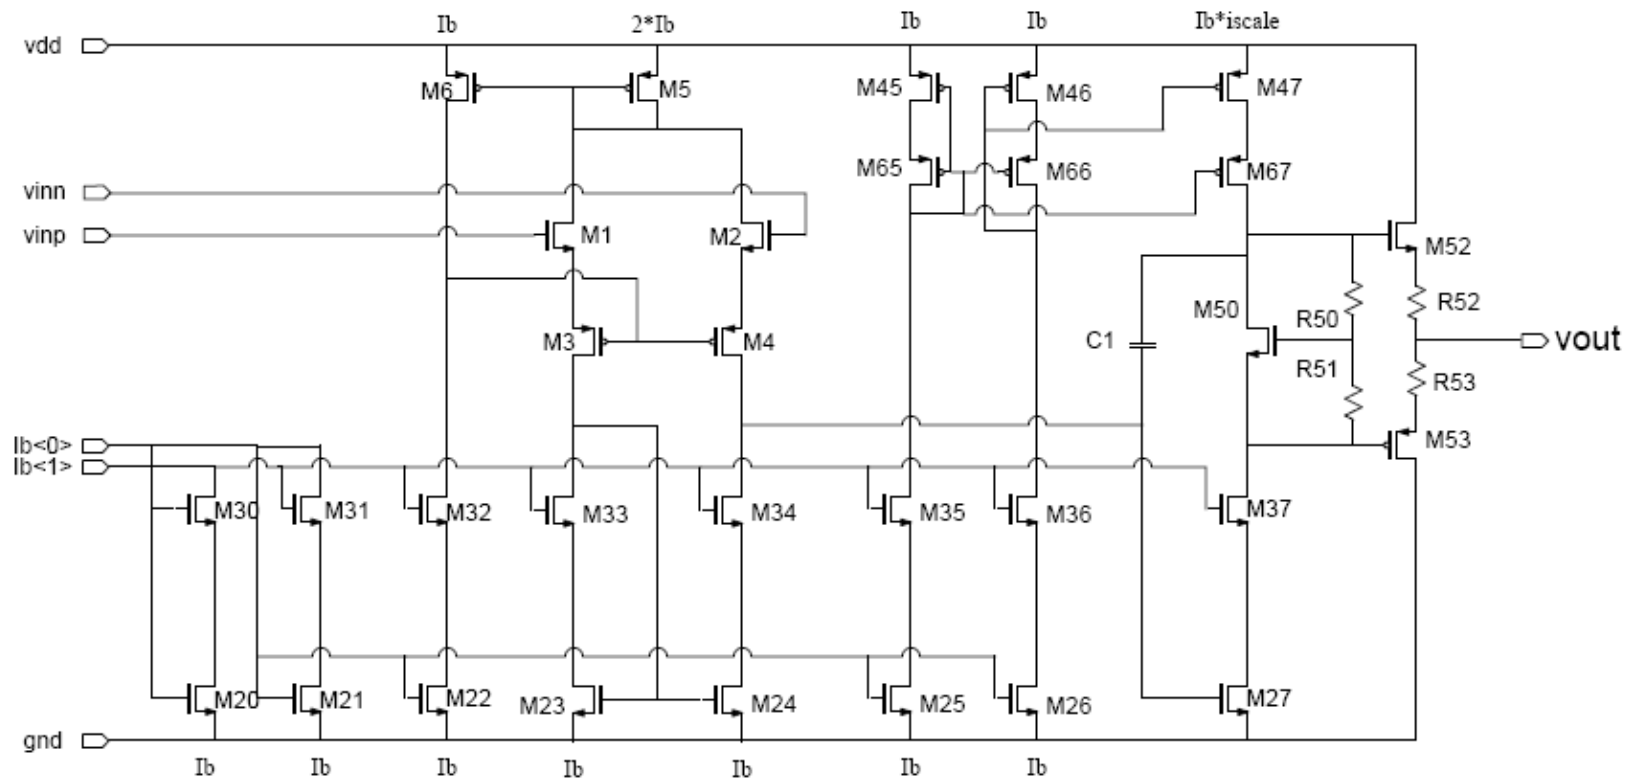 Ib 2*Ib Ib Ib Ib*iscale
vdd
M6 M5 M45 M46 M47
M65 M66 M67
vinn
vinp M1 M2 M52
M50 R50 R52
M3 M4 C1 vout
R51 R53
Ib<0> M53
Ib<1>
M30 M31 M32 M33 M34 M35 M36 M37
M20 M21 M22 M23 M24 M25 M26 M27
gnd
Ib Ib Ib Ib Ib Ib Ib